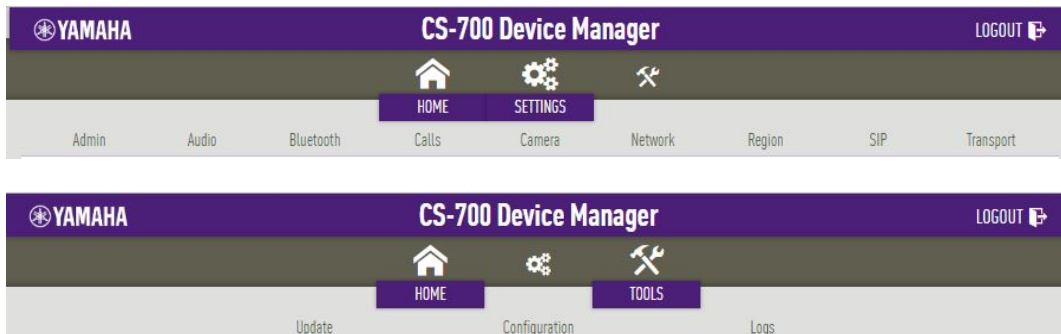 YAMAHA CS-700 Device Manager LOGOUT
HOME SETTINGS
Admin Audio Bluetooth Calls Camera Network Region SIP Transport
YAMAHA CS-700 Device Manager LOGOUT
HOME TOOLS
Update Configuration Logs